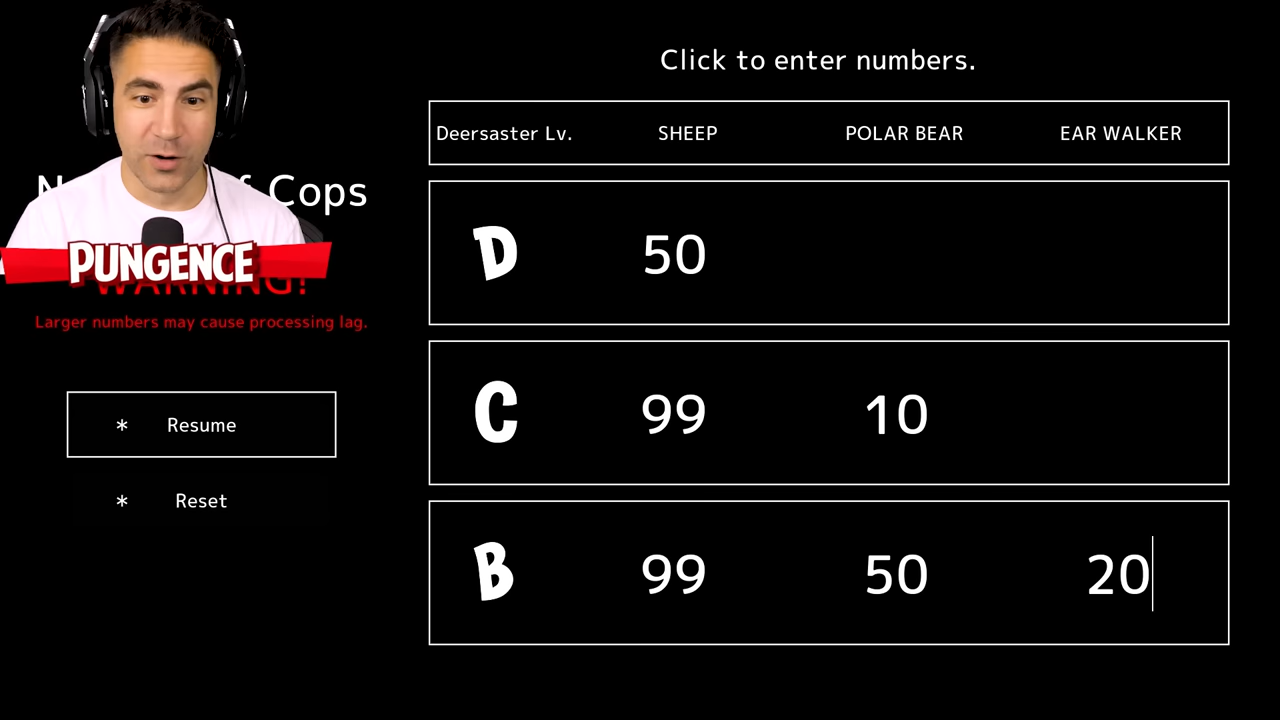 Click to enter numbers.
Deersaster Lv. SHEEP POLAR BEAR EAR WALKER
Cops
PUNGENCE
WARNING!
Larger numbers may cause processing lag.
* Resume
* Reset
D 50
C 99 10
B 99 50 20